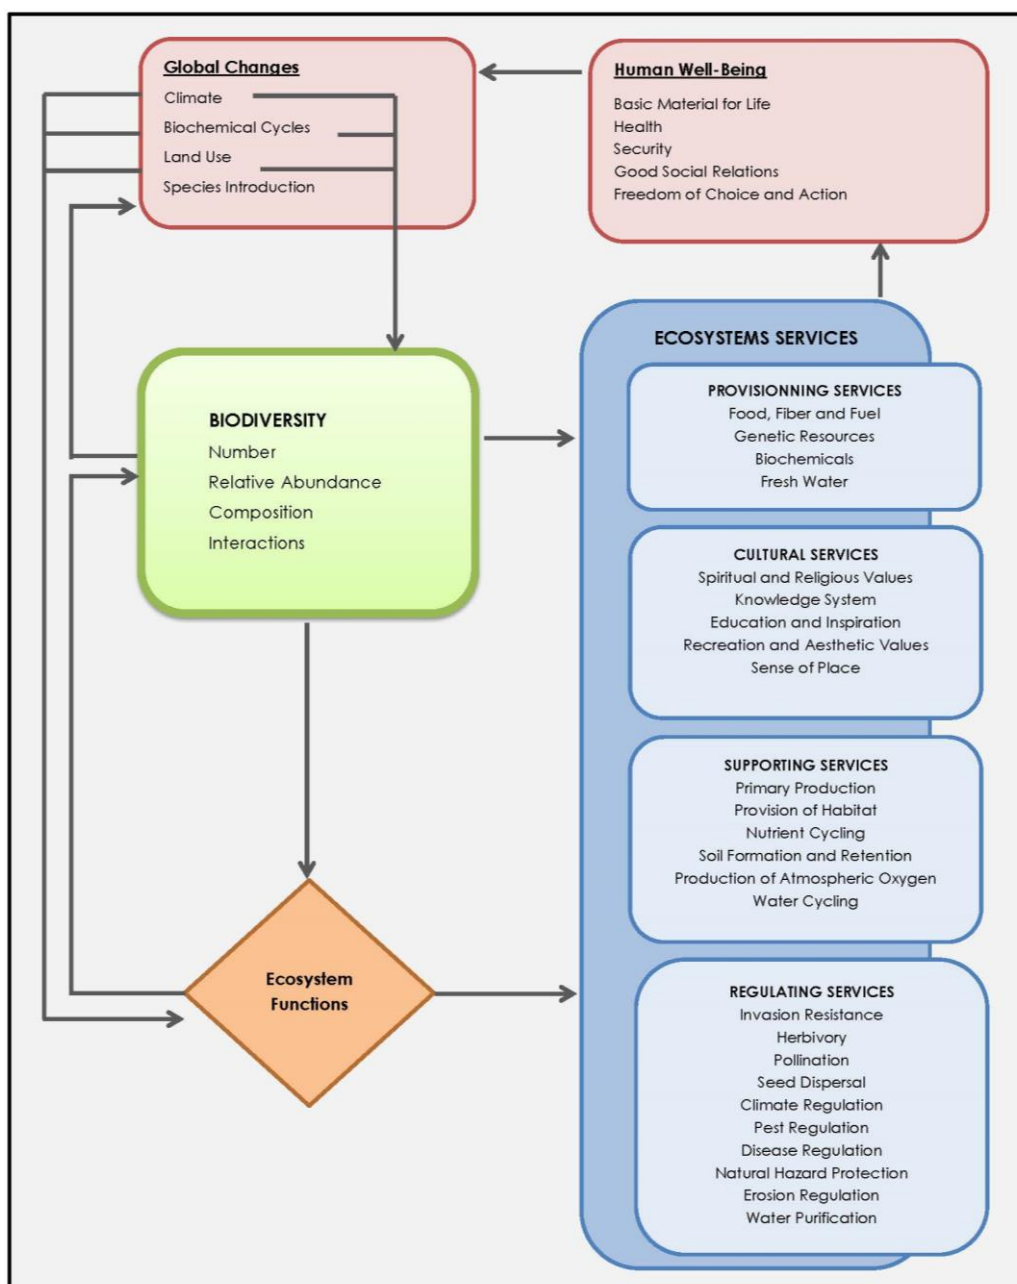 Global Changes
Climate
Biochemical Cycles
Land Use
Species Introduction
Human Well-Being
Basic Material for Life
Health
Security
Good Social Relations
Freedom of Choice and Action
BIODIVERSITY
Number
Relative Abundance
Composition
Interactions
Ecosystem
Functions
ECOSYSTEMS SERVICES
PROVISIONNING SERVICES
Food, Fiber and Fuel
Genetic Resources
Biochemicals
Fresh Water
CULTURAL SERVICES
Spiritual and Religious Values
Knowledge System
Education and Inspiration
Recreation and Aesthetic Values
Sense of Place
SUPPORTING SERVICES
Primary Production
Provision of Habitat
Nutrient Cycling
Soil Formation and Retention
Production of Atmospheric Oxygen
Water Cycling
REGULATING SERVICES
Invasion Resistance
Herbivory
Pollination
Seed Dispersal
Climate Regulation
Pest Regulation
Disease Regulation
Natural Hazard Protection
Erosion Regulation
Water Purification